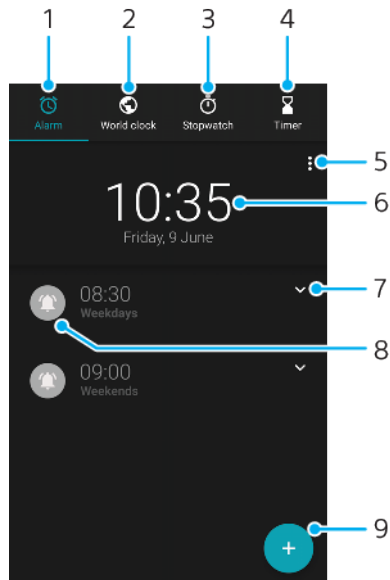 1 2 3 4
Alarm World clock Stopwatch Timer
5
10:35 6
Friday, 9 June
08:30 7
Weekdays
8
09:00
Weekends
9